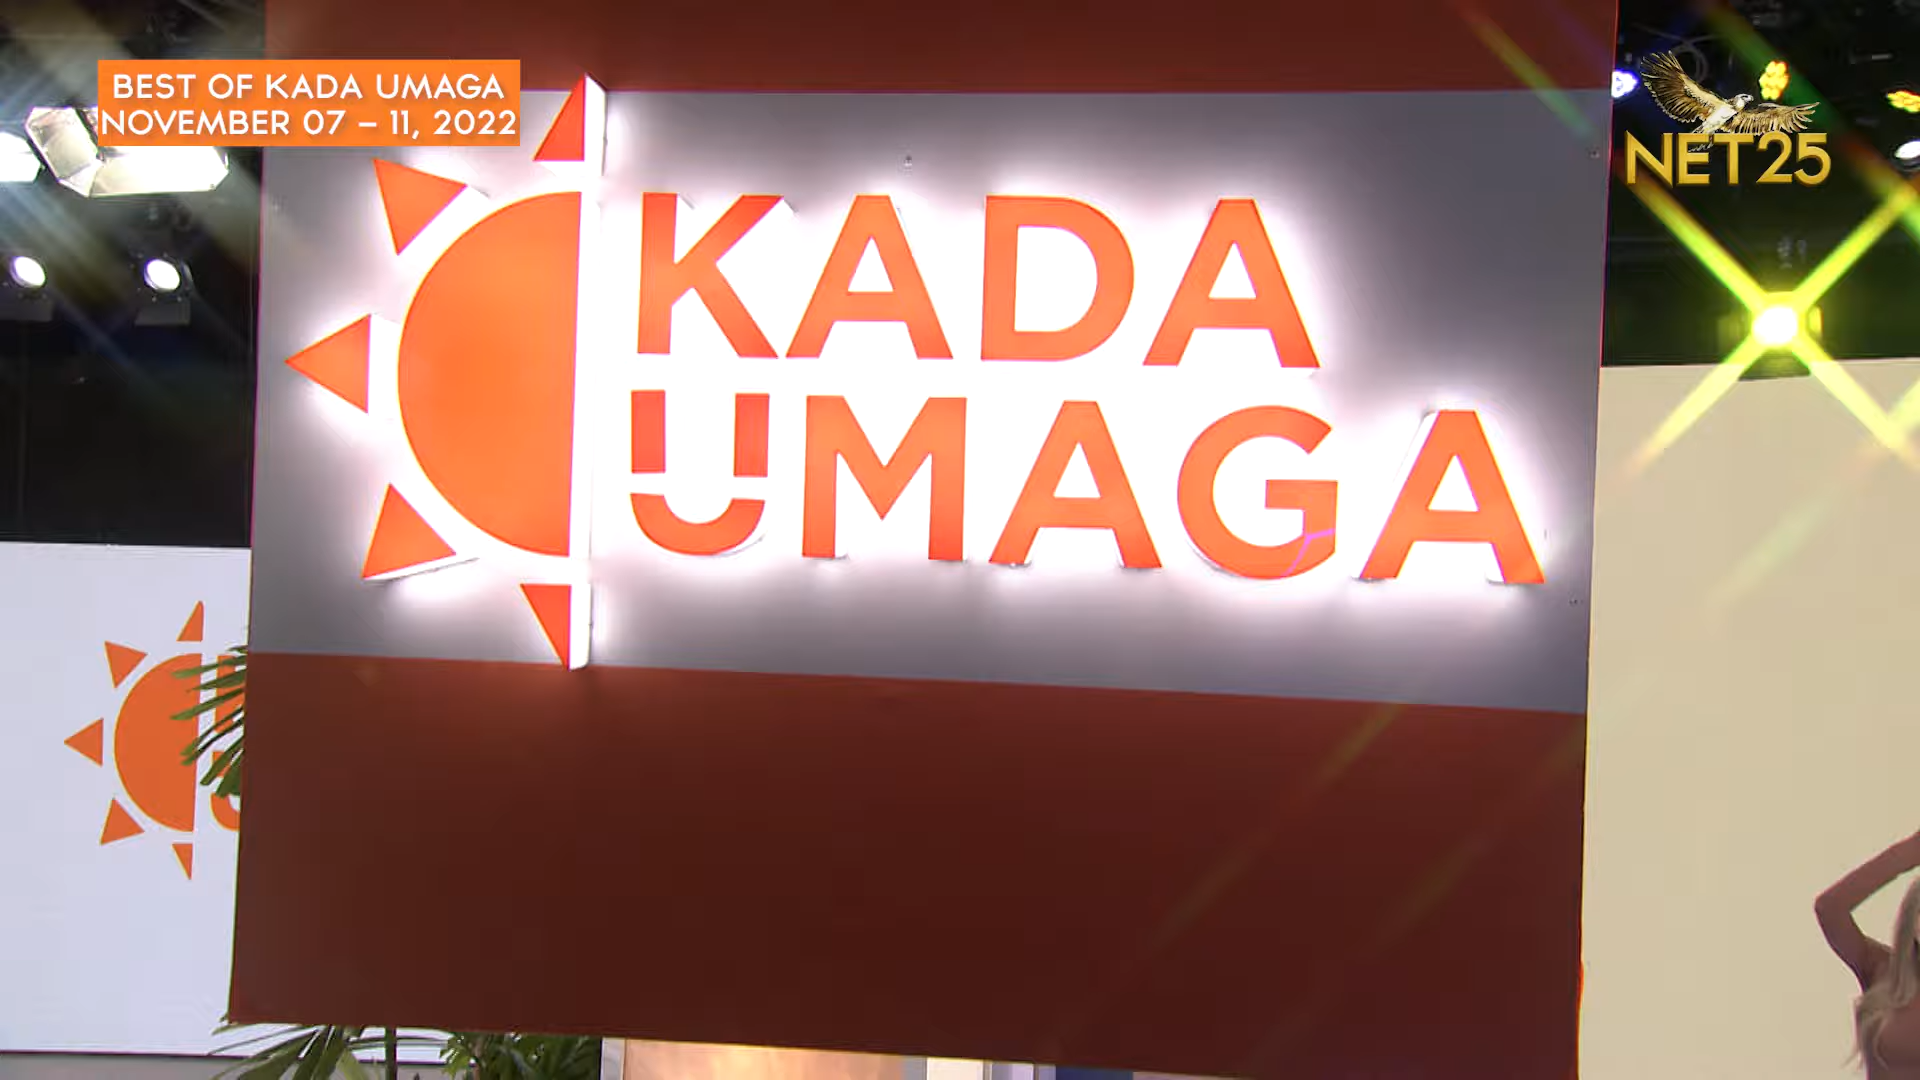 BEST OF KADA UMAGA
NOVEMBER 07 – 11, 2022
NET25
KADA
UMAGA